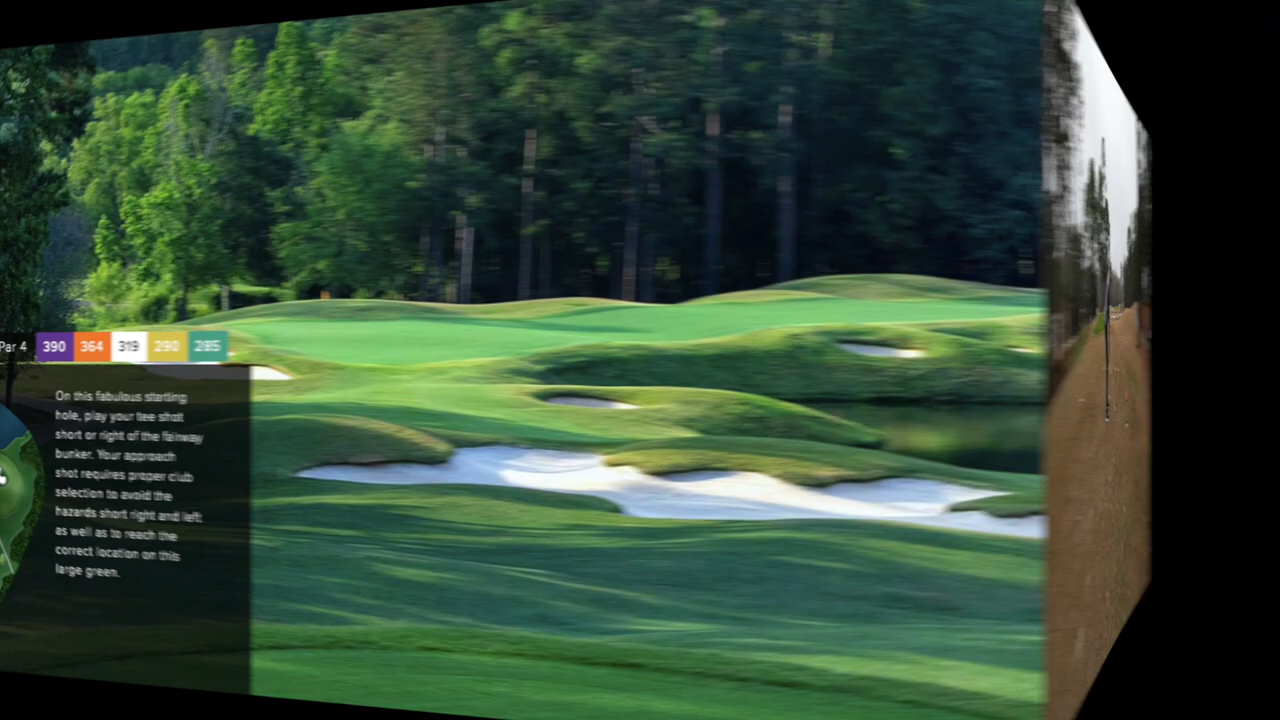 Par 4 390 364 319 290 285
On this fabulous starting
hole, play your tee shot
short or right of the fairway
bunker. Your approach
shot requires proper club
selection to avoid the
hazards short right and left
as well as to reach the
correct location on this
large green.